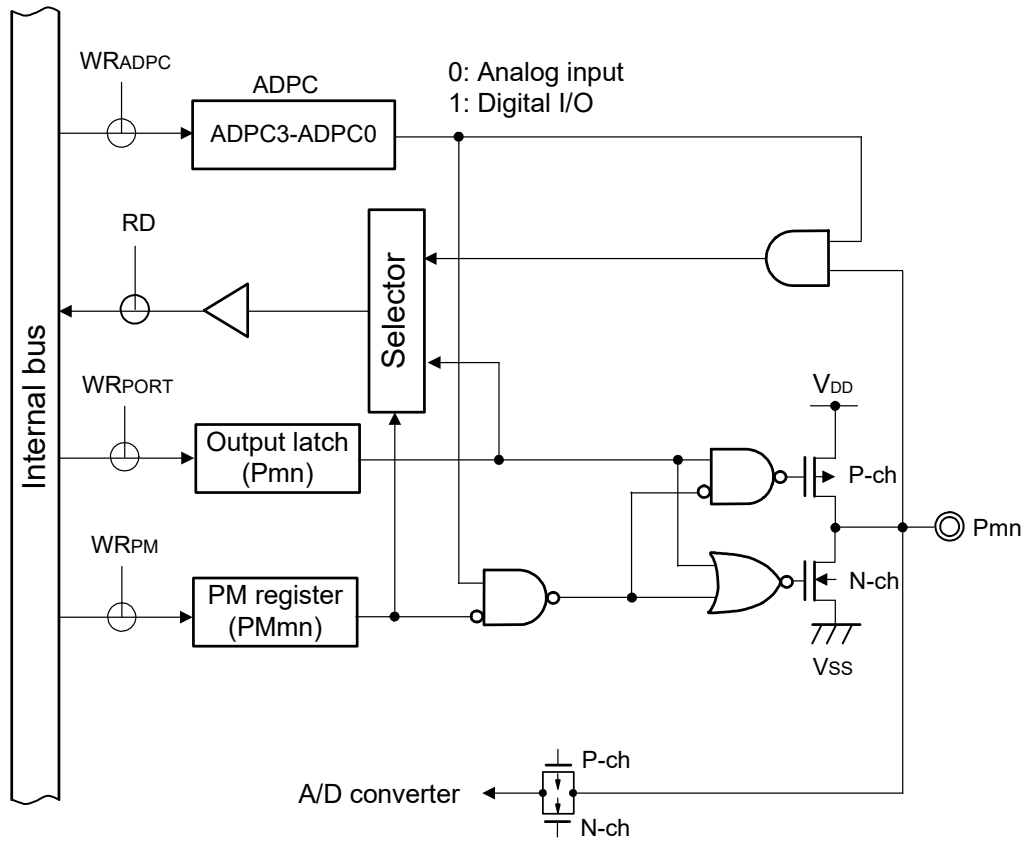 WRADPC
ADPC
ADPC3-ADPC0
0: Analog input
1: Digital I/O
RD
Selector
Internal bus
WRPORT
Output latch
(Pmn)
VDD
P-ch
Pmn
N-ch
VSS
WRPM
PM register
(PMmn)
P-ch
A/D converter
N-ch